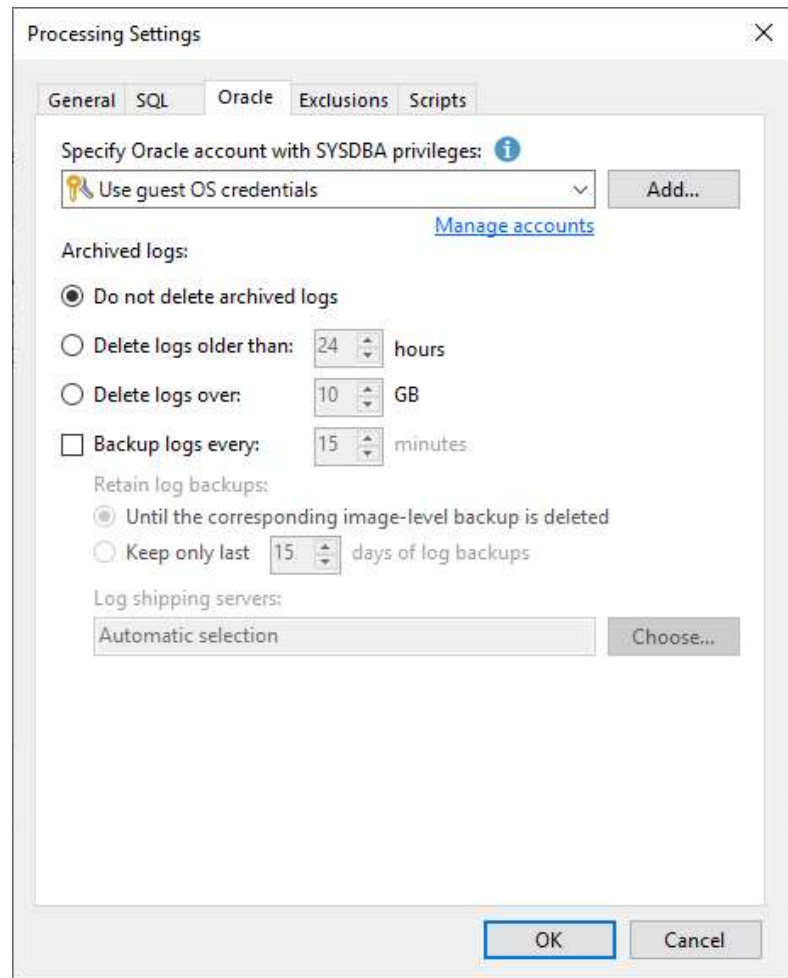 Processing Settings
General SQL Oracle Exclusions Scripts
Specify Oracle account with SYSDBA privileges:
Use guest OS credentials Add...
Manage accounts
Archived logs:
Do not delete archived logs
Delete logs older than: 24 hours
Delete logs over: 10 GB
Backup logs every: 15 minutes
Retain log backups:
Until the corresponding image-level backup is deleted
Keep only last 15 days of log backups
Log shipping servers:
Automatic selection Choose...
OK Cancel